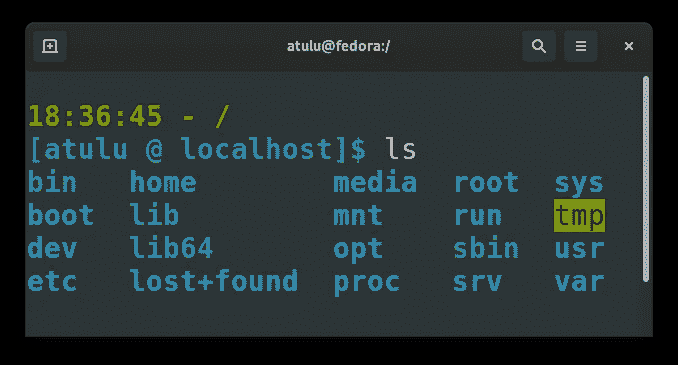 atulu@fedora:/
18:36:45 - /
[atulu @ localhost]$ ls
bin home media root sys
boot lib mnt run tmp
dev lib64 opt sbin usr
etc lost+found proc srv var